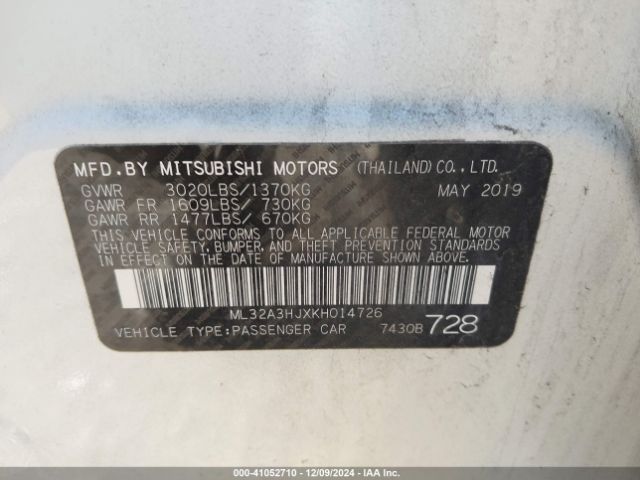 MFD.BY MITSUBISHI MOTORS (THAILAND)CO.,LTD.
GVWR 3020LBS/1370KG MAY 2019
GAWR FR 1609LBS/ 730KG
GAWR RR 1477LBS/ 670KG
THIS VEHICLE CONFORMS TO ALL APPLICABLE FEDERAL MOTOR
VEHICLE SAFETY, BUMPER, AND THEFT PREVENTION STANDARDS
IN EFFECT ON THE DATE OF MANUFACTURE SHOWN ABOVE.
ML32A3HJXKH014726
VEHICLE TYPE:PASSENGER CAR 7430B 728
000-41052710 - 12/09/2024 - IAAI.COM